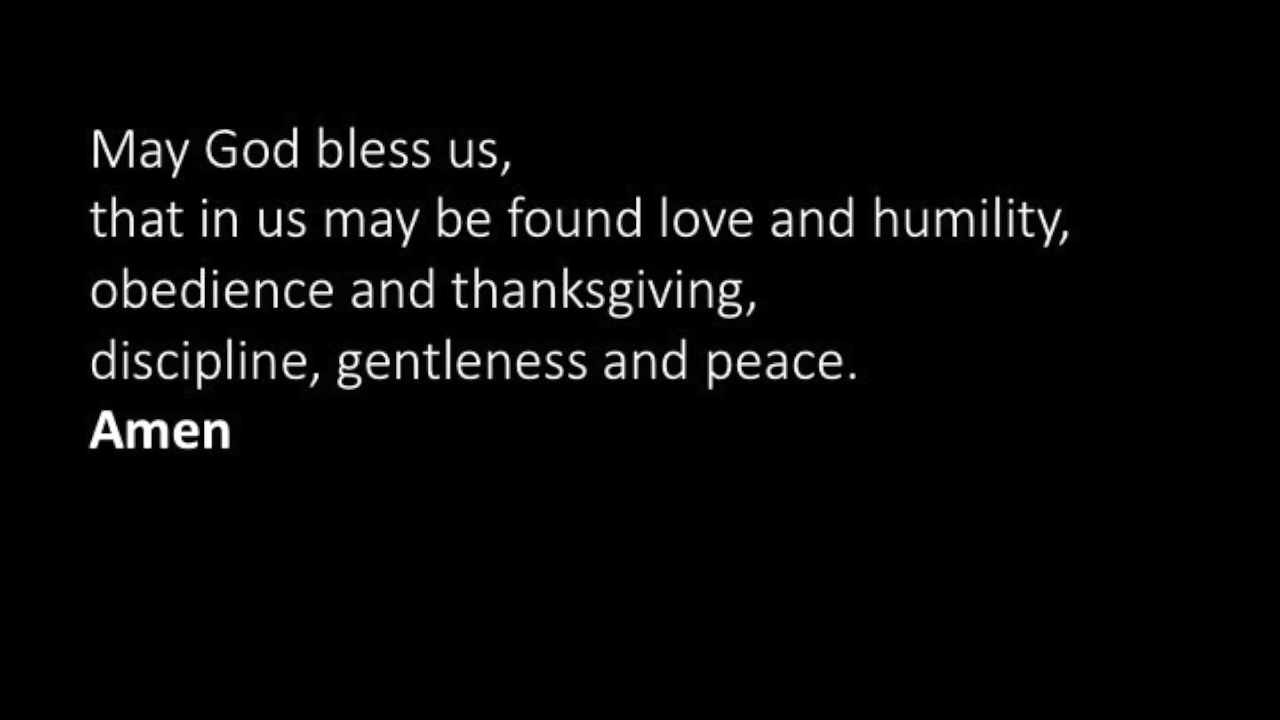 May God bless us,
that in us may be found love and humility,
obedience and thanksgiving,
discipline, gentleness and peace.
Amen